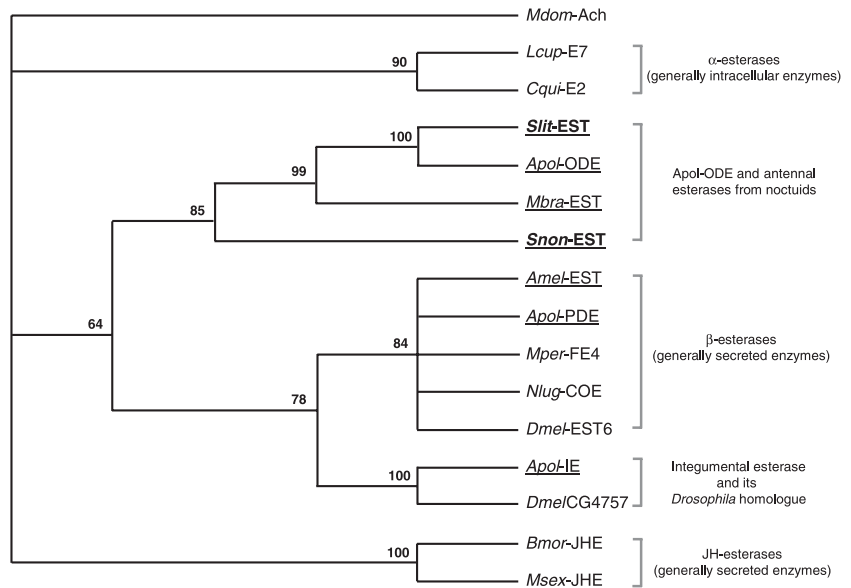 Mdom-Ach
90
Lcup-E7
Cqui-E2
α-esterases
(generally intracellular enzymes)
Slit-EST
100
Apol-ODE
99
Mbra-EST
85
Snon-EST
Apol-ODE and antennal
esterases from noctuids
64
Amel-EST
Apol-PDE
84
Mper-FE4
Nlug-COE
Dmel-EST6
β-esterases
(generally secreted enzymes)
78
Apol-IE
100
DmelCG4757
Integumental esterase
and its
Drosophila homologue
Bmor-JHE
100
Msex-JHE
JH-esterases
(generally secreted enzymes)